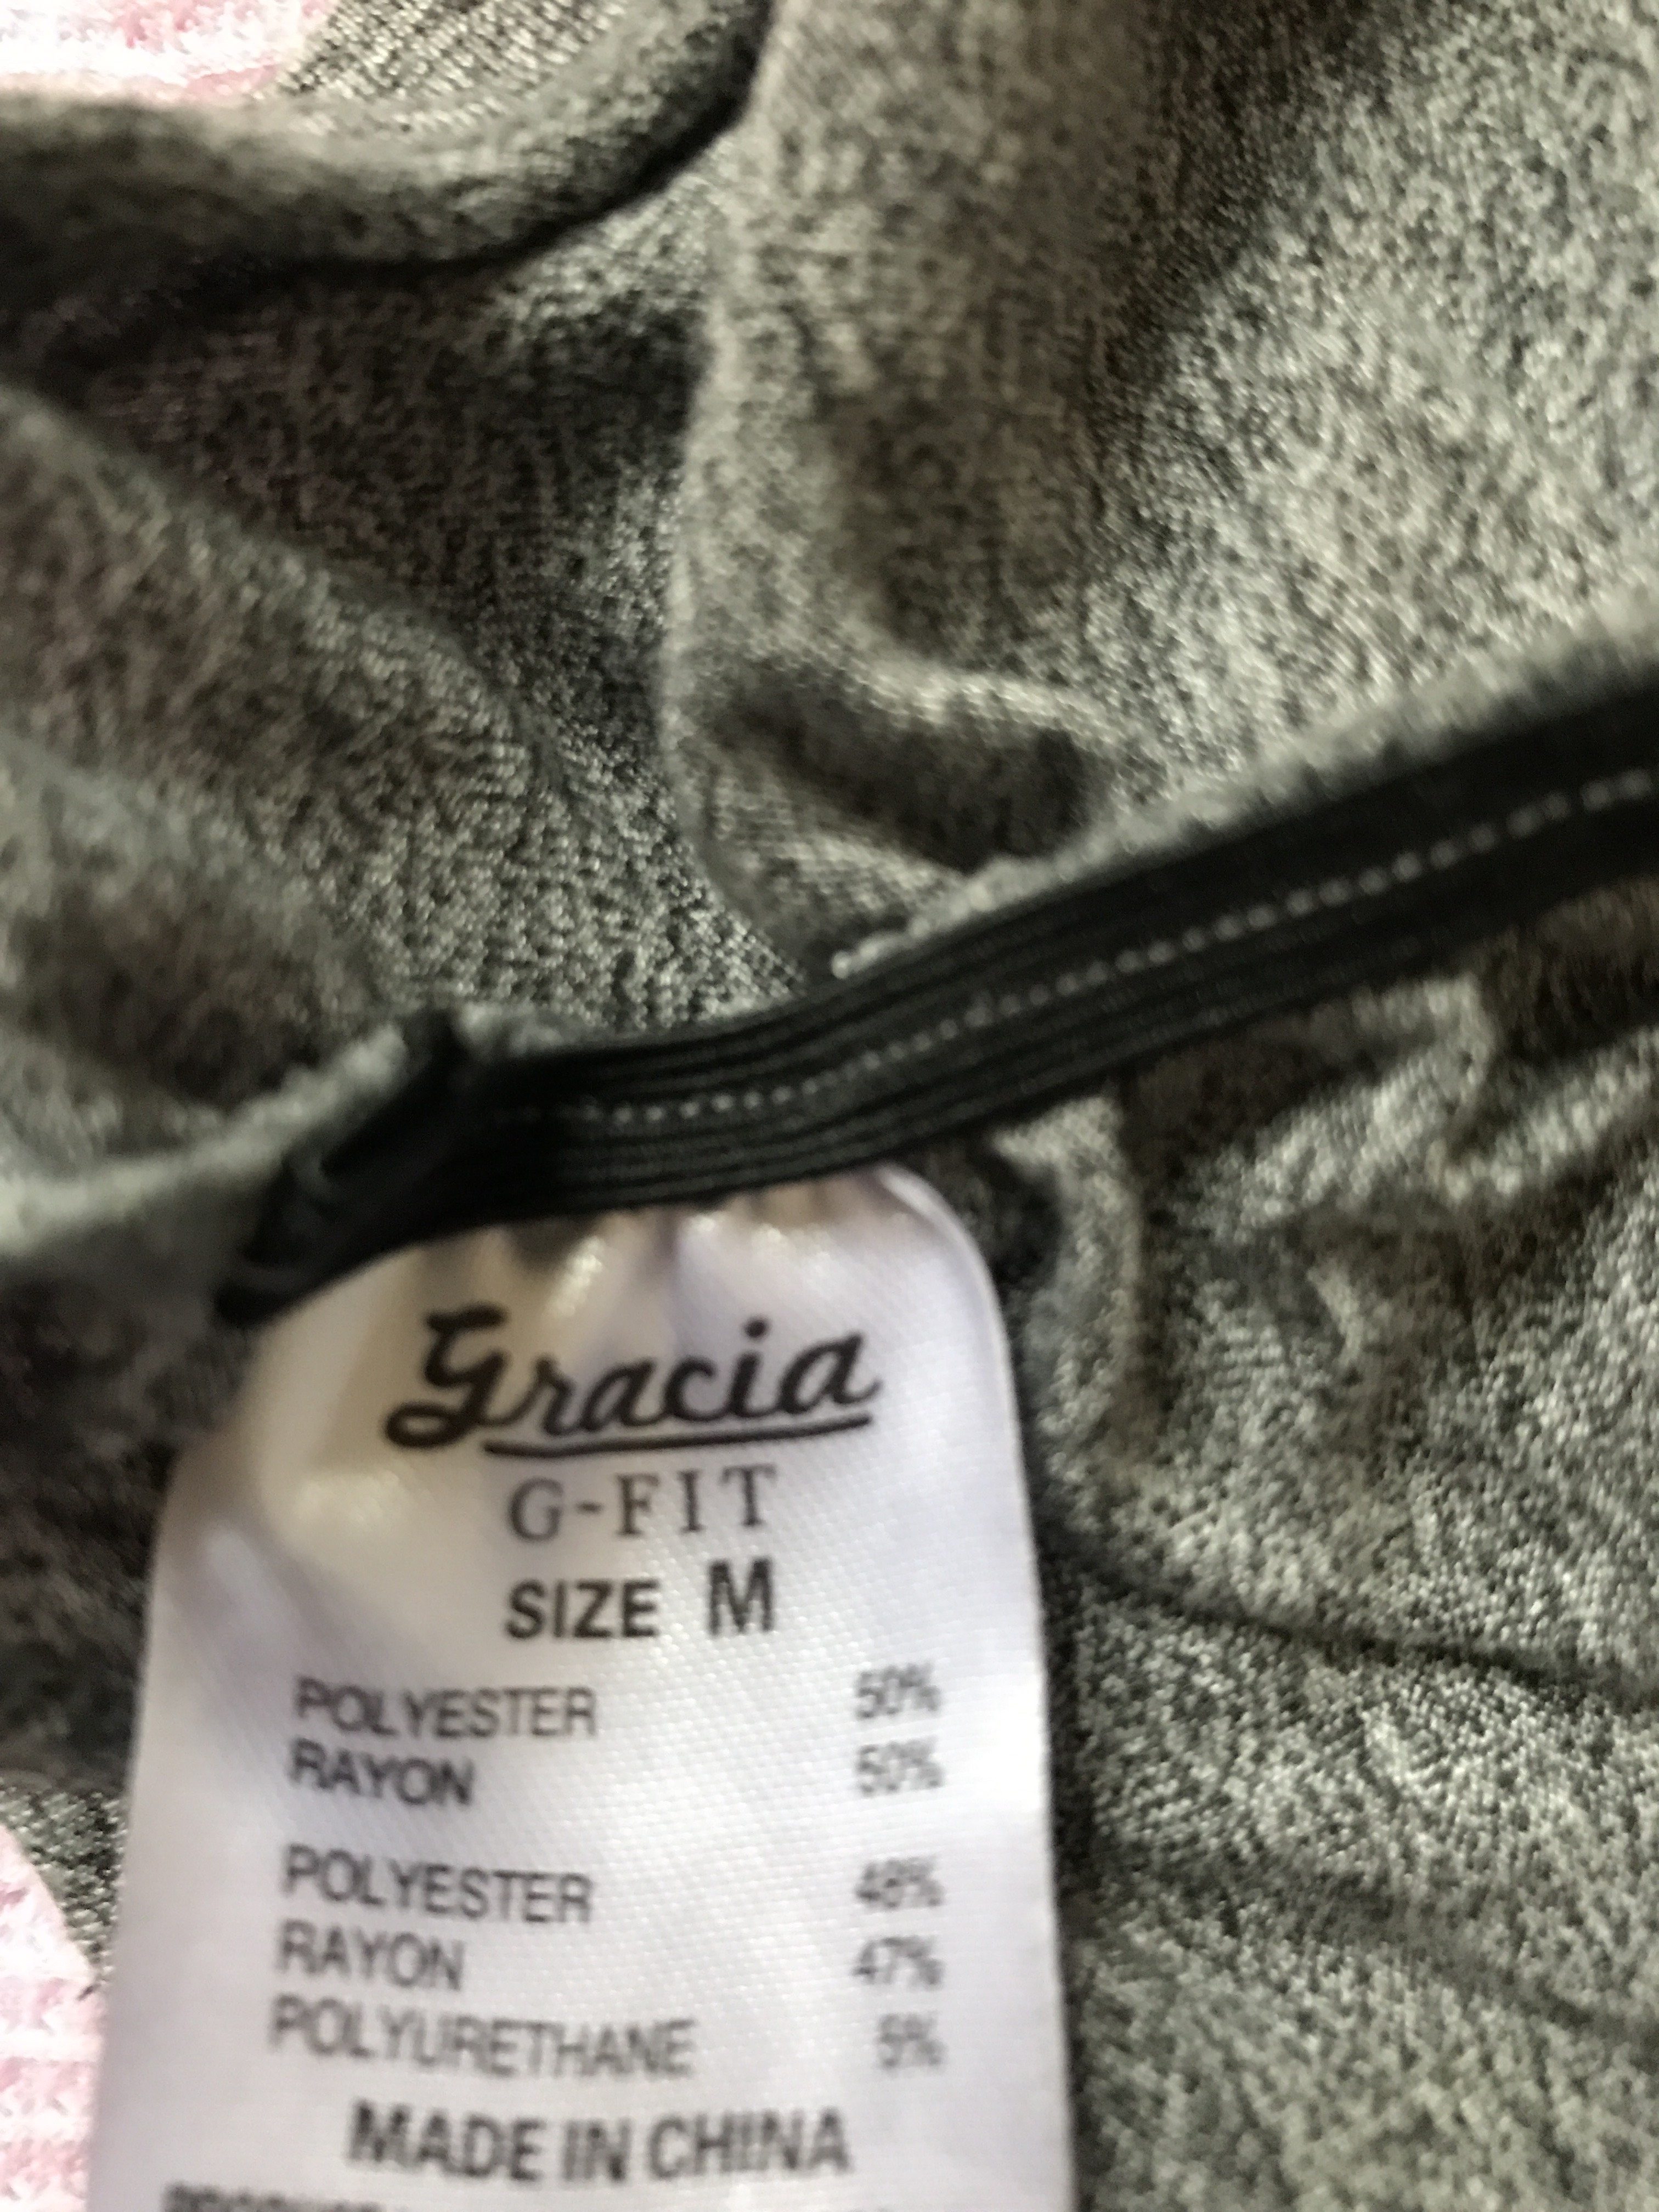 Gracia
G-FIT
SIZE M
POLYESTER 50%
RAYON 50%
POLYESTER 48%
RAYON 47%
POLYURETHANE 5%
MADE IN CHINA